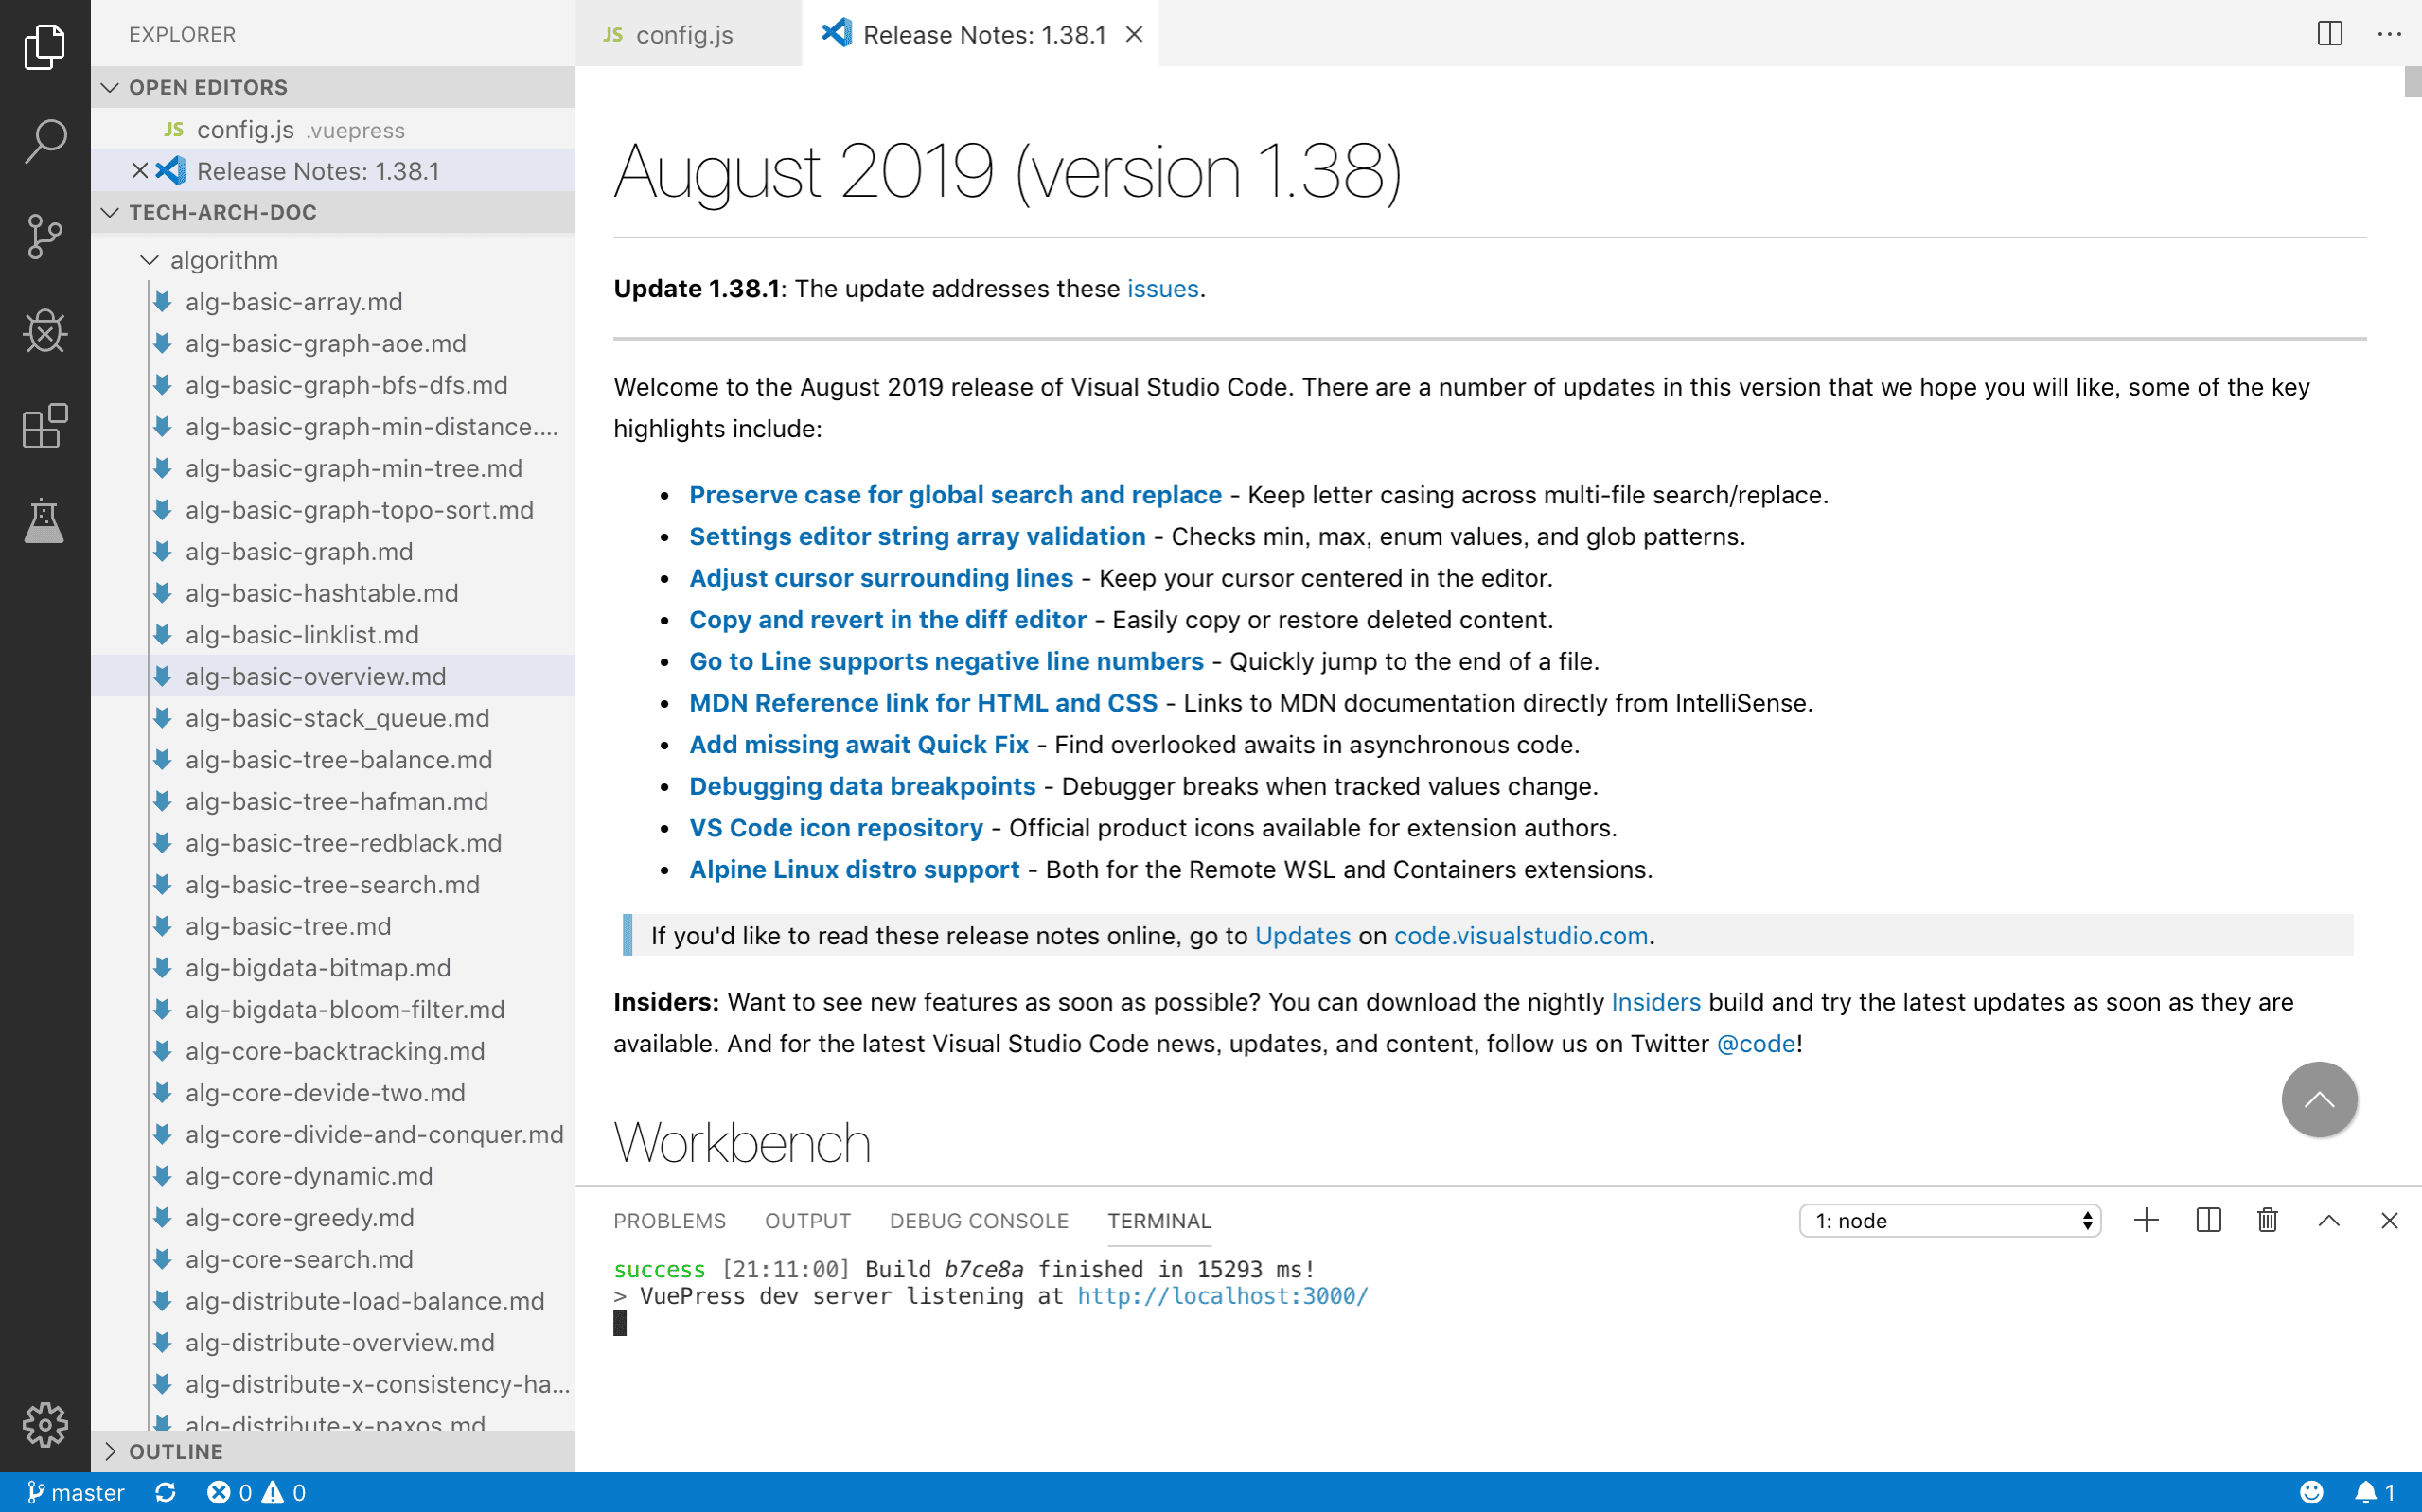 EXPLORER
OPEN EDITORS
JS config.js .vuepress
Release Notes: 1.38.1
TECH-ARCH-DOC
algorithm
alg-basic-array.md
alg-basic-graph-aoe.md
alg-basic-graph-bfs-dfs.md
alg-basic-graph-min-distance....
alg-basic-graph-min-tree.md
alg-basic-graph-topo-sort.md
alg-basic-graph.md
alg-basic-hashtable.md
alg-basic-linklist.md
alg-basic-overview.md
alg-basic-stack_queue.md
alg-basic-tree-balance.md
alg-basic-tree-hafman.md
alg-basic-tree-redblack.md
alg-basic-tree-search.md
alg-basic-tree.md
alg-bigdata-bitmap.md
alg-bigdata-bloom-filter.md
alg-core-backtracking.md
alg-core-devide-two.md
alg-core-divide-and-conquer.md
alg-core-dynamic.md
alg-core-greedy.md
alg-core-search.md
alg-distribute-load-balance.md
alg-distribute-overview.md
alg-distribute-x-consistency-ha...
alg-distribute-x-paxos.md
OUTLINE
JS config.js
Release Notes: 1.38.1
August 2019 (version 1.38)
Update 1.38.1: The update addresses these issues.
Welcome to the August 2019 release of Visual Studio Code. There are a number of updates in this version that we hope you will like, some of the key
highlights include:
• Preserve case for global search and replace - Keep letter casing across multi-file search/replace.
• Settings editor string array validation - Checks min, max, enum values, and glob patterns.
• Adjust cursor surrounding lines - Keep your cursor centered in the editor.
• Copy and revert in the diff editor - Easily copy or restore deleted content.
• Go to Line supports negative line numbers - Quickly jump to the end of a file.
• MDN Reference link for HTML and CSS - Links to MDN documentation directly from IntelliSense.
• Add missing await Quick Fix - Find overlooked awaits in asynchronous code.
• Debugging data breakpoints - Debugger breaks when tracked values change.
• VS Code icon repository - Official product icons available for extension authors.
• Alpine Linux distro support - Both for the Remote WSL and Containers extensions.
If you'd like to read these release notes online, go to Updates on code.visualstudio.com.
Insiders: Want to see new features as soon as possible? You can download the nightly Insiders build and try the latest updates as soon as they are
available. And for the latest Visual Studio Code news, updates, and content, follow us on Twitter @code!
Workbench
PROBLEMS OUTPUT DEBUG CONSOLE TERMINAL 1: node
success [21:11:00] Build b7ce8a finished in 15293 ms!
> VuePress dev server listening at http://localhost:3000/
master 0 0 1